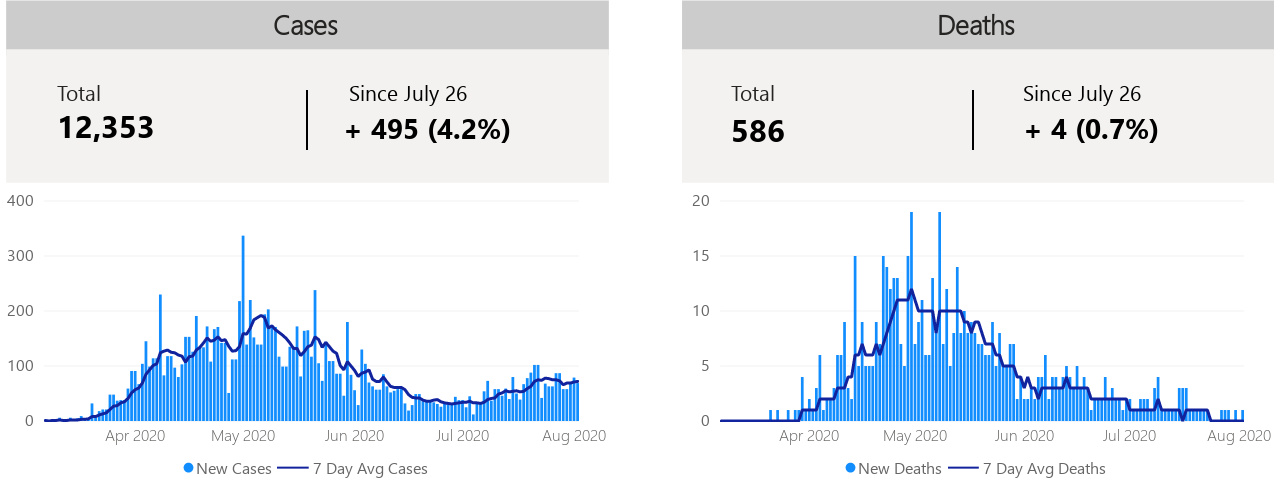 Cases
Total
12,353
Since July 26
+ 495 (4.2%)
400
300
200
100
0
Apr 2020 May 2020 Jun 2020 Jul 2020 Aug 2020
New Cases 7 Day Avg Cases
Deaths
Total
586
Since July 26
+ 4 (0.7%)
20
15
10
5
0
Apr 2020 May 2020 Jun 2020 Jul 2020 Aug 2020
New Deaths 7 Day Avg Deaths